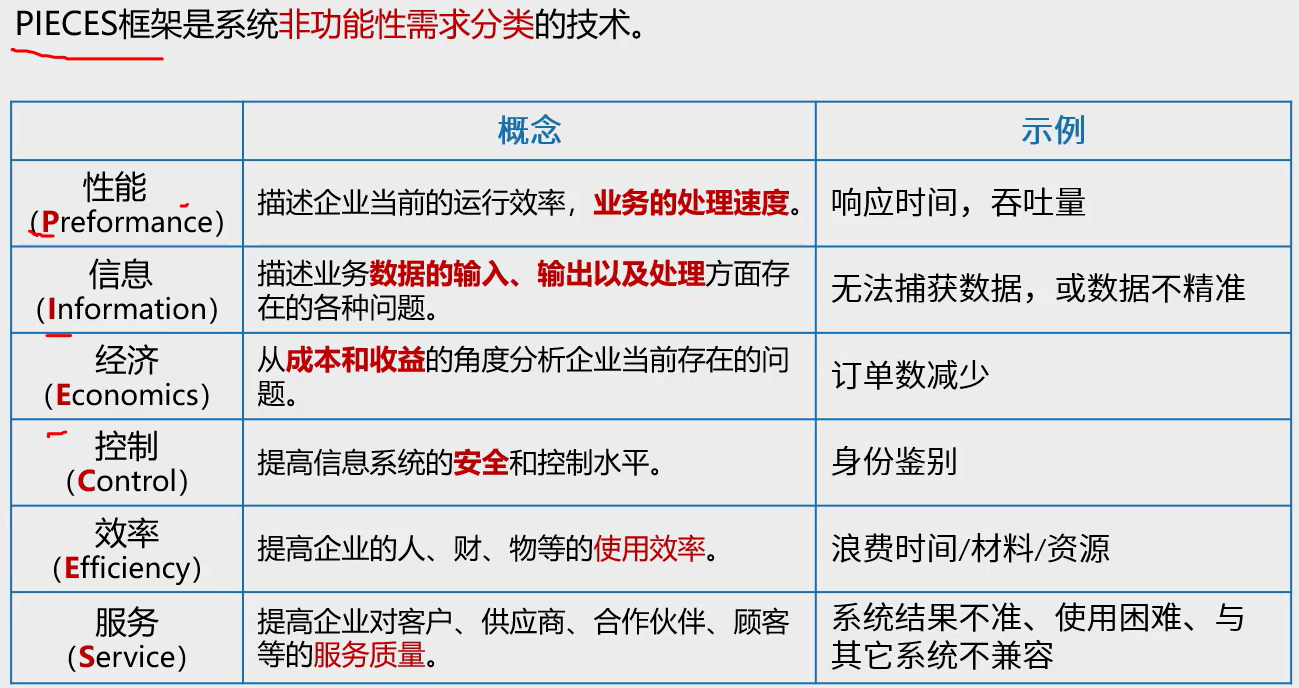 PIECES框架是系统非功能性需求分类的技术。
概念
示例
性能
（Preformance）
描述企业当前的运行效率，业务的处理速度。
响应时间，吞吐量
信息
（Information）
描述业务数据的输入、输出以及处理方面存
在的各种问题。
无法捕获数据，或数据不精准
经济
（Economics）
从成本和收益的角度分析企业当前存在的问
题。
订单数减少
控制
（Control）
提高信息系统的安全和控制水平。
身份鉴别
效率
（Efficiency）
提高企业的人、财、物等的使用效率。
浪费时间/材料/资源
服务
（Service）
提高企业对客户、供应商、合作伙伴、顾客
等的服务质量。
系统结果不准、使用困难、与
其它系统不兼容